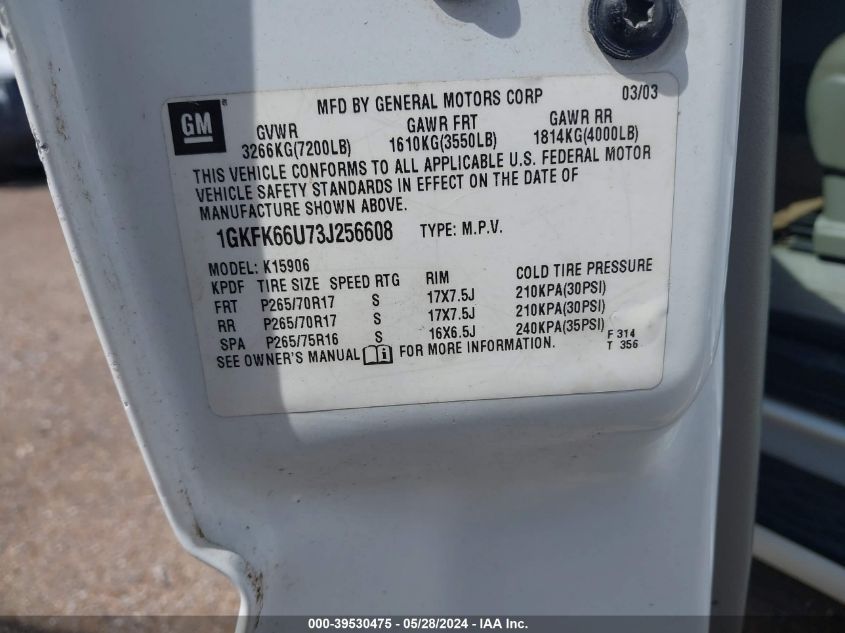 MFD BY GENERAL MOTORS CORP 03/03
GM ®
GVWR GAWR FRT GAWR RR
3266KG(7200LB) 1610KG(3550LB) 1814KG(4000LB)
THIS VEHICLE CONFORMS TO ALL APPLICABLE U.S. FEDERAL MOTOR
VEHICLE SAFETY STANDARDS IN EFFECT ON THE DATE OF
MANUFACTURE SHOWN ABOVE.
1GKFK66U73J256608 TYPE: M.P.V.
MODEL: K15906
KPDF TIRE SIZE SPEED RTG RIM COLD TIRE PRESSURE
FRT P265/70R17 S 17X7.5J 210KPA(30PSI)
RR P265/70R17 S 17X7.5J 210KPA(30PSI)
SPA P265/75R16 S 16X6.5J 240KPA(35PSI)
F 314
T 356
SEE OWNER'S MANUAL i FOR MORE INFORMATION.
000-39530475 - 05/28/2024 - IAA Inc.